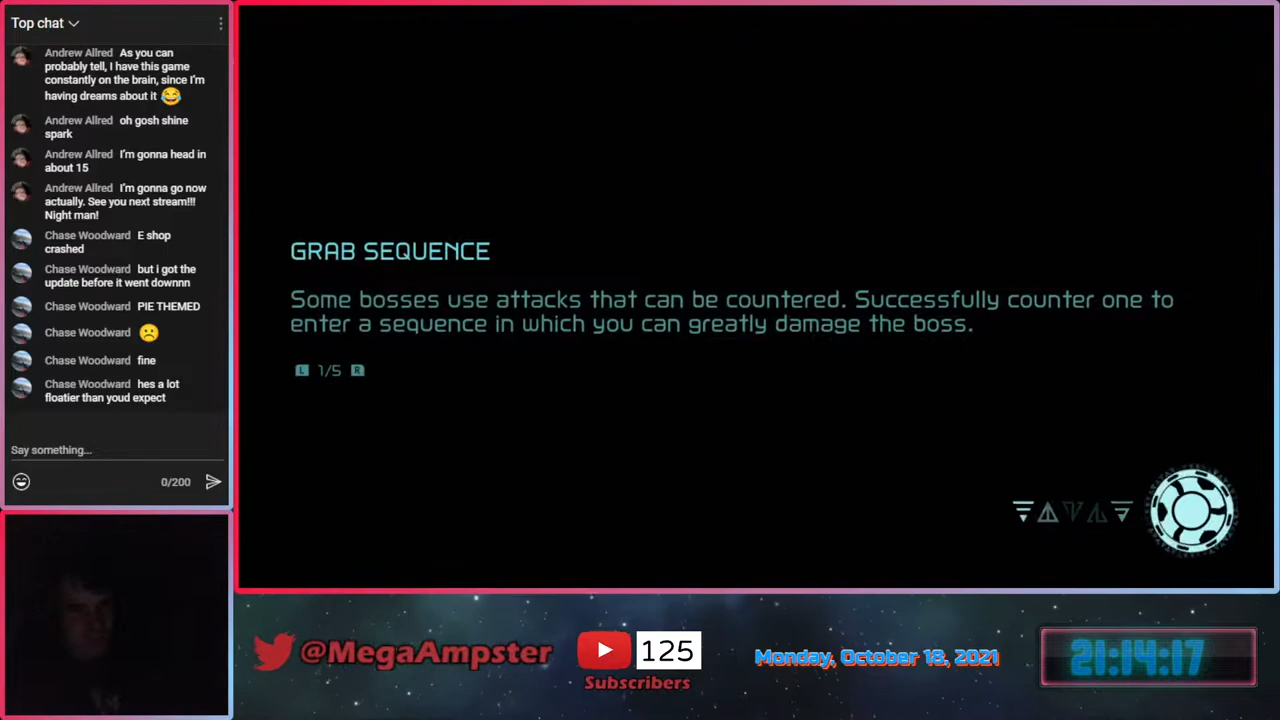 Top chat
Andrew Allred As you can
probably tell, I have this game
constantly on the brain, since I'm
having dreams about it 😂
Andrew Allred oh gosh shine
spark
Andrew Allred I'm gonna head in
about 15
Andrew Allred I'm gonna go now
actually. See you next stream!!!
Night man!
Chase Woodward E shop
crashed
Chase Woodward but i got the
update before it went downnn
Chase Woodward PIE THEMED
Chase Woodward ☹️
Chase Woodward fine
Chase Woodward hes a lot
floatier than youd expect
Say something...
0/200
GRAB SEQUENCE
Some bosses use attacks that can be countered. Successfully counter one to
enter a sequence in which you can greatly damage the boss.
L 1/5 R
@MegaAmpster
125
Subscribers
Monday, October 18, 2021
21:14:17